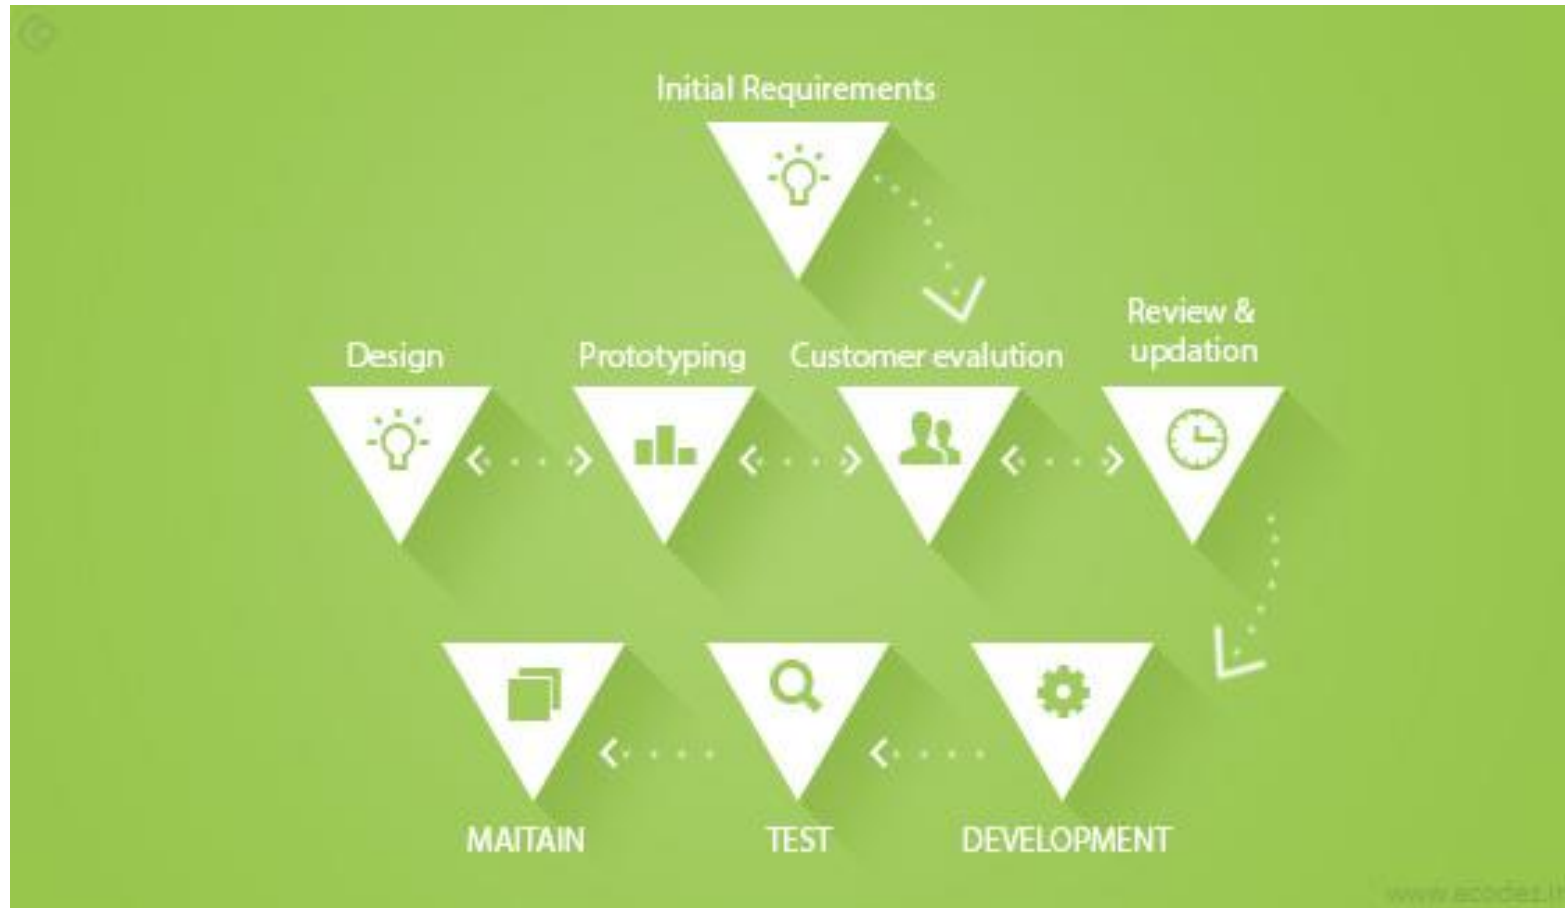 Initial Requirements
Review &
updation
Design
Prototyping
Customer evalution
MAITAIN
TEST
DEVELOPMENT